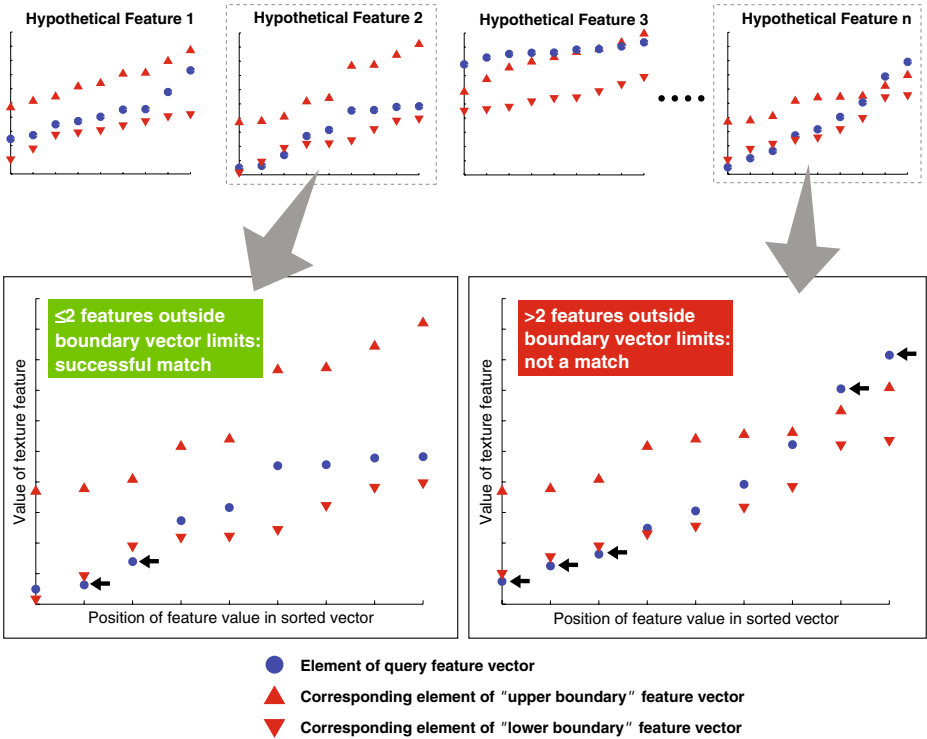 Hypothetical Feature 1
Hypothetical Feature 2
Hypothetical Feature 3
Hypothetical Feature n
≤2 features outside
boundary vector limits:
successful match
Value of texture feature
Position of feature value in sorted vector
>2 features outside
boundary vector limits:
not a match
Value of texture feature
Position of feature value in sorted vector
Element of query feature vector
Corresponding element of "upper boundary" feature vector
Corresponding element of "lower boundary" feature vector